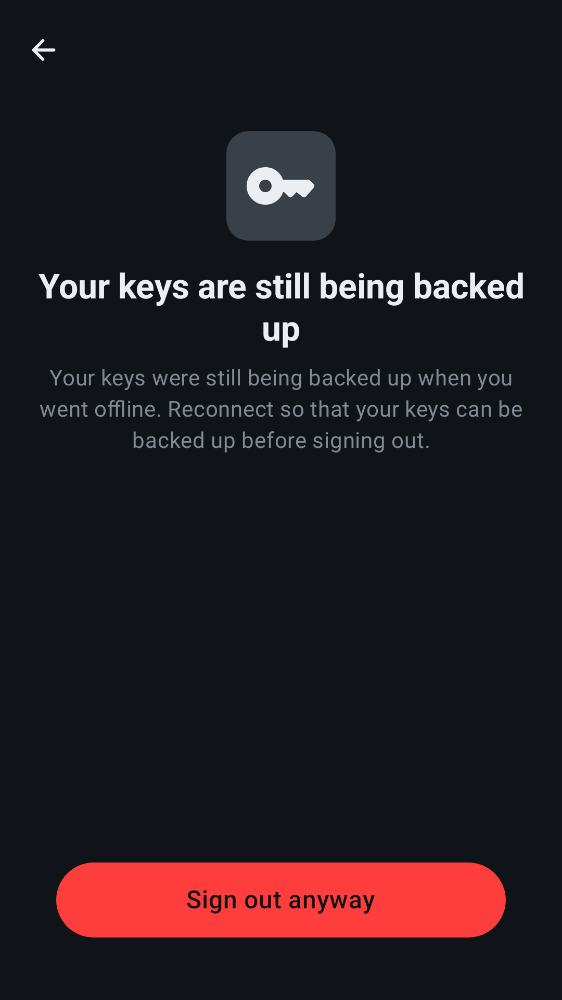 Your keys are still being backed
up
Your keys were still being backed up when you
went offline. Reconnect so that your keys can be
backed up before signing out.
Sign out anyway